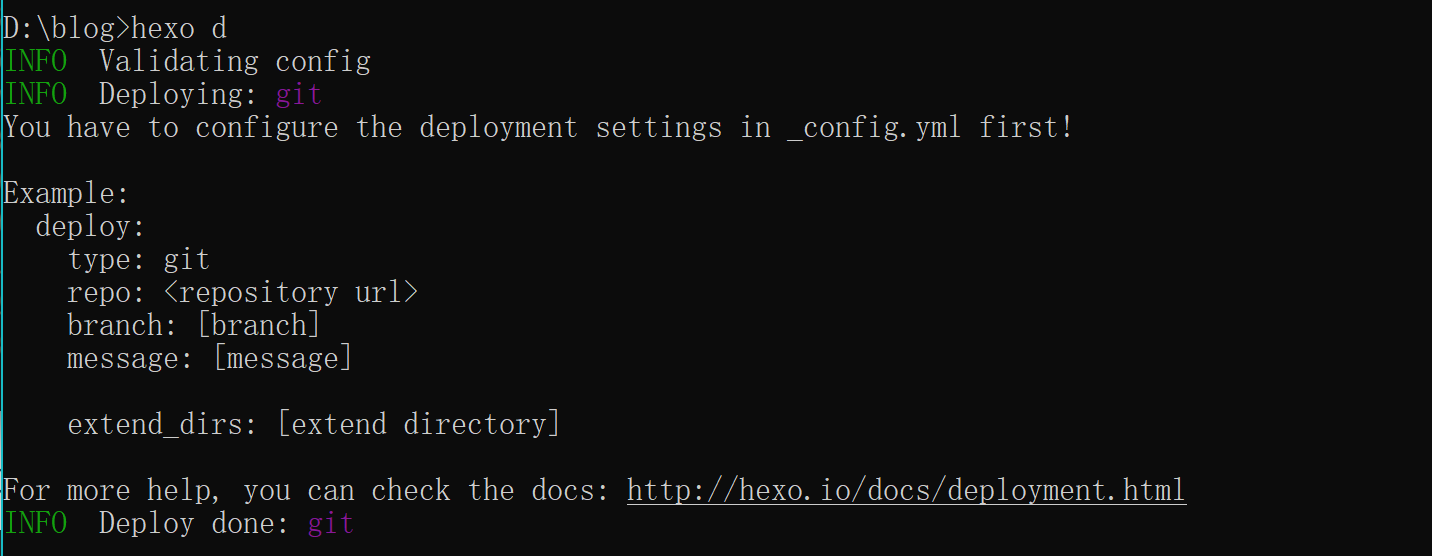 D:\blog>hexo d
INFO  Validating config
INFO  Deploying: git
You have to configure the deployment settings in _config.yml first!
Example:
  deploy:
    type: git
    repo: <repository url>
    branch: [branch]
    message: [message]
    extend_dirs: [extend directory]
For more help, you can check the docs: http://hexo.io/docs/deployment.html
INFO  Deploy done: git